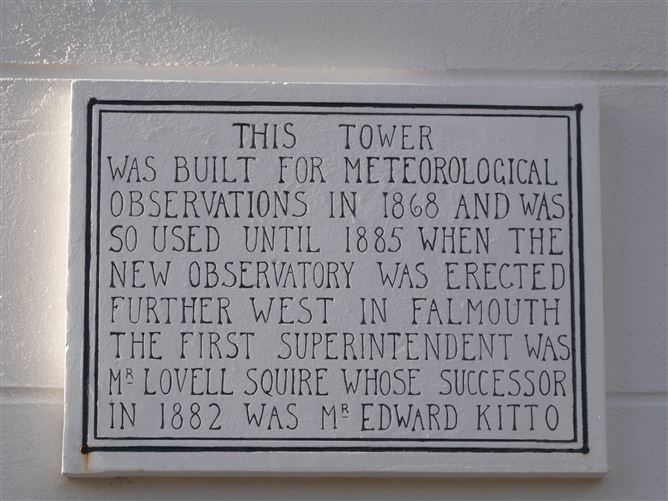 THIS TOWER
WAS BUILT FOR METEOROLOGICAL
OBSERVATIONS IN 1868 AND WAS
SO USED UNTIL 1885 WHEN THE
NEW OBSERVATORY WAS ERECTED
FURTHER WEST IN FALMOUTH
THE FIRST SUPERINTENDENT WAS
MR LOVELL SQUIRE WHOSE SUCCESSOR
IN 1882 WAS MR EDWARD KITTO